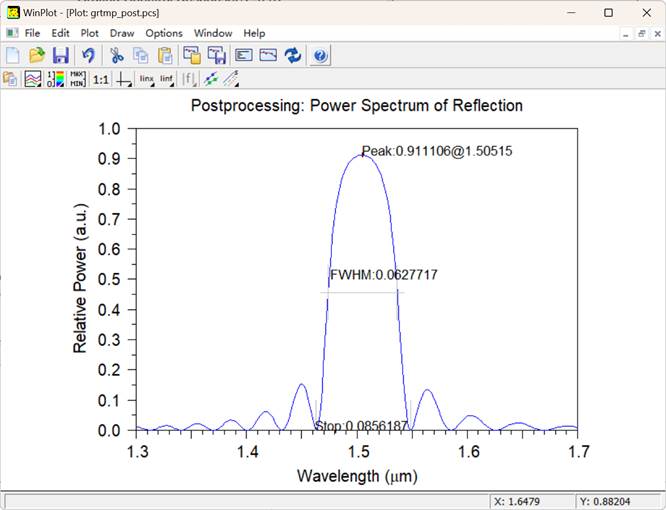 WinPlot - [Plot: grtmp_post.pcs]
File Edit Plot Draw Options Window Help
1:1 linx linf |f|
Postprocessing: Power Spectrum of Reflection
1.0
Peak:0.911106@1.50515
0.9
0.8
0.7
0.6
FWHM:0.0627717
0.5
0.4
0.3
0.2
0.1
Stop:0.0856187
0.0
Relative Power (a.u.)
1.3 1.4 1.5 1.6 1.7
Wavelength (μm)
X: 1.6479 Y: 0.88204